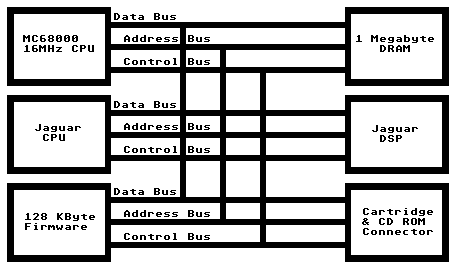 Data Bus
MC68000
16MHz CPU
Address Bus
Control Bus
1 Megabyte
DRAM
Data Bus
Jaguar
CPU
Address Bus
Control Bus
Jaguar
DSP
Data Bus
128 KByte
Firmware
Address Bus
Control Bus
Cartridge
& CD ROM
Connector